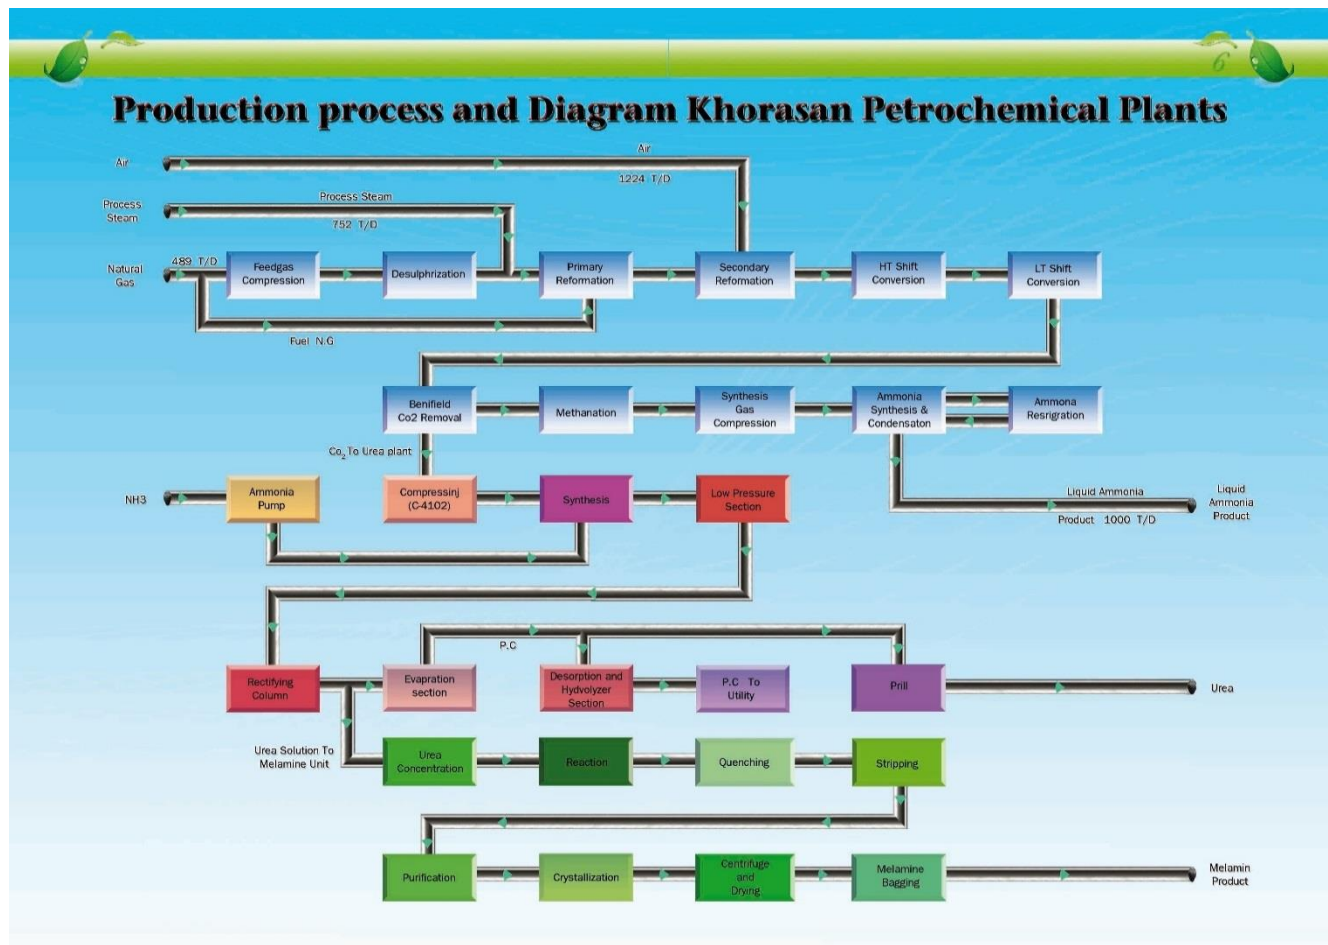 6
Production process and Diagram Khorasan Petrochemical Plants
Air
Air
1224 T/D
Process
Steam
Process Steam
752 T/D
Natural
Gas
489 T/D
Feedgas
Compression
Desulphrization
Primary
Reformation
Secondary
Reformation
HT Shift
Conversion
LT Shift
Conversion
Fuel N.G
Benifield
Co2 Removal
Methanation
Synthesis
Gas
Compression
Ammonia
Synthesis &
Condensaton
Ammona
Resrigration
Co2 To Urea plant
NH3
Ammonia
Pump
Compressinj
(C-4102)
Synthesis
Low Pressure
Section
Liquid Ammonia
Product 1000 T/D
Liquid
Ammonia
Product
P.C
Rectifying
Column
Evapration
section
Desorption and
Hydvolyzer
Section
P.C To
Utility
Prill
Urea
Urea Solution To
Melamine Unit
Urea
Concentration
Reaction
Quenching
Stripping
Purification
Crystallization
Centrifuge
and
Drying
Melamine
Bagging
Melamin
Product